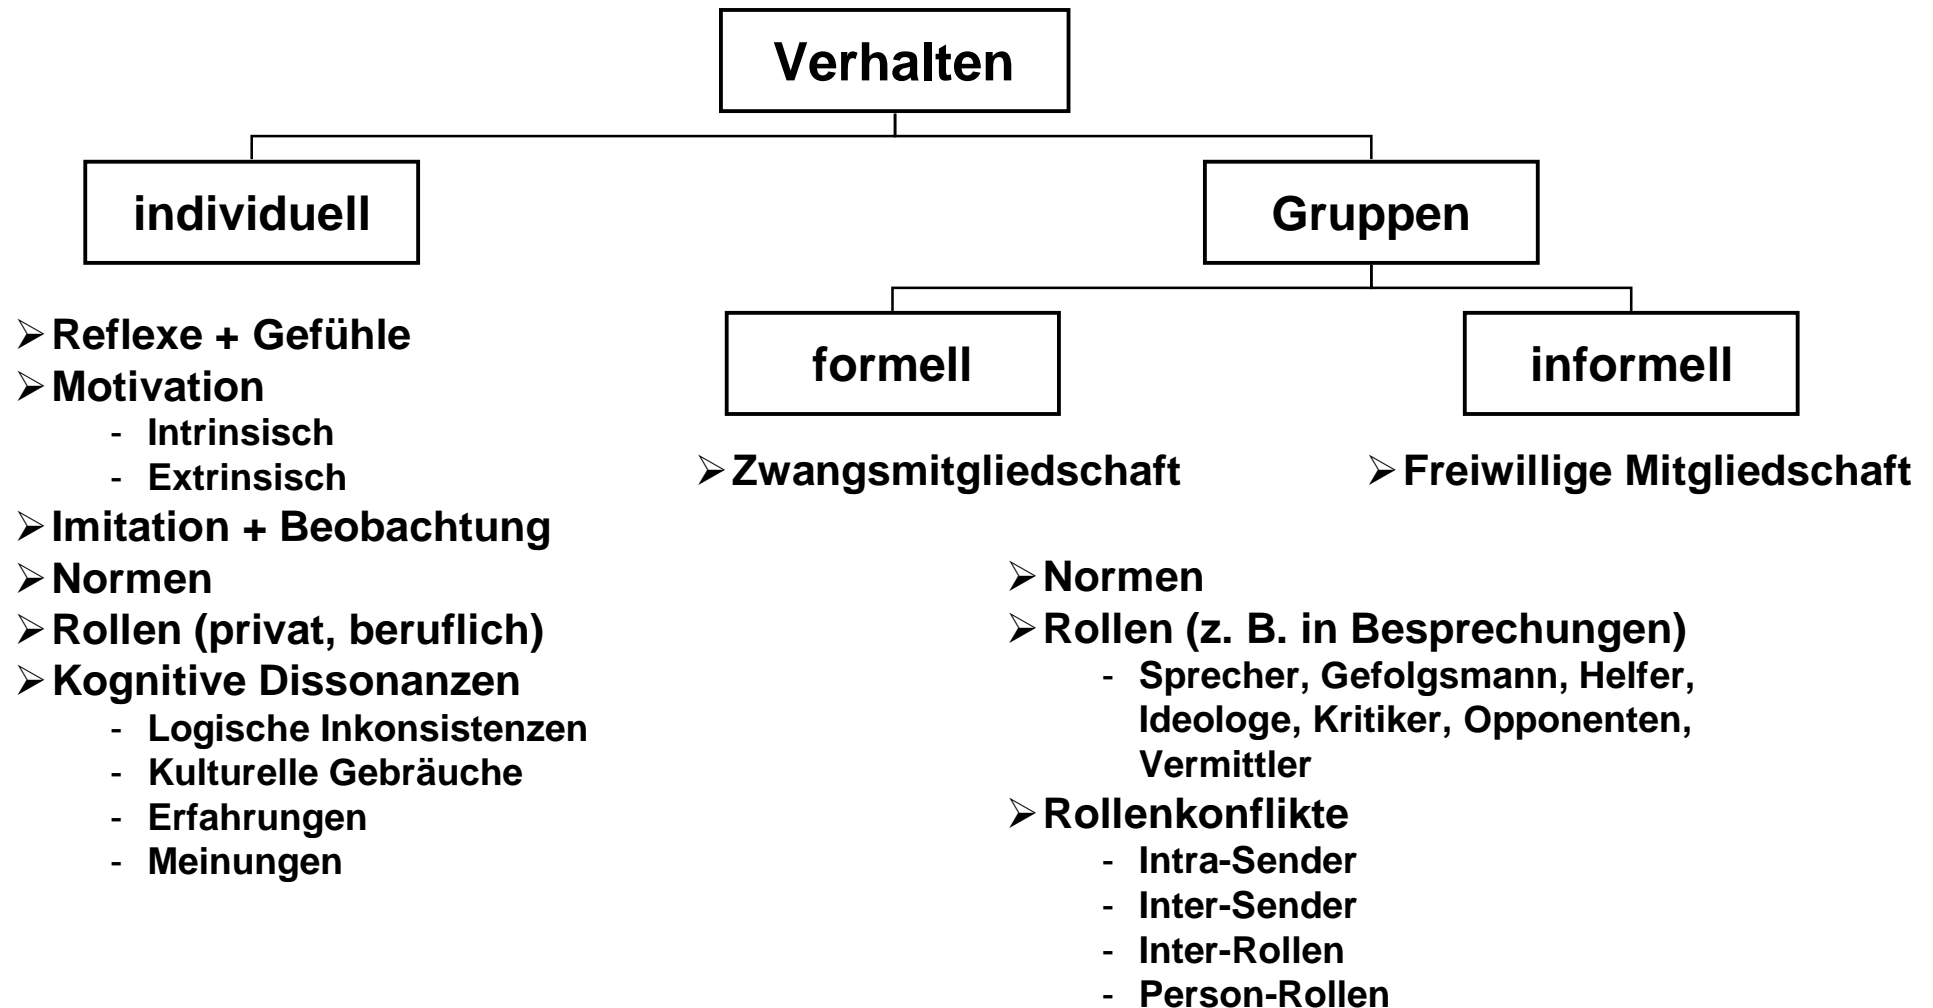 Verhalten
individuell
Gruppen
➢ Reflexe + Gefühle
➢ Motivation
- Intrinsisch
- Extrinsisch
➢ Imitation + Beobachtung
➢ Normen
➢ Rollen (privat, beruflich)
➢ Kognitive Dissonanzen
- Logische Inkonsistenzen
- Kulturelle Gebräuche
- Erfahrungen
- Meinungen
formell
informell
➢ Zwangsmitgliedschaft
➢ Freiwillige Mitgliedschaft
➢ Normen
➢ Rollen (z. B. in Besprechungen)
- Sprecher, Gefolgsmann, Helfer,
Ideologe, Kritiker, Opponenten,
Vermittler
➢ Rollenkonflikte
- Intra-Sender
- Inter-Sender
- Inter-Rollen
- Person-Rollen